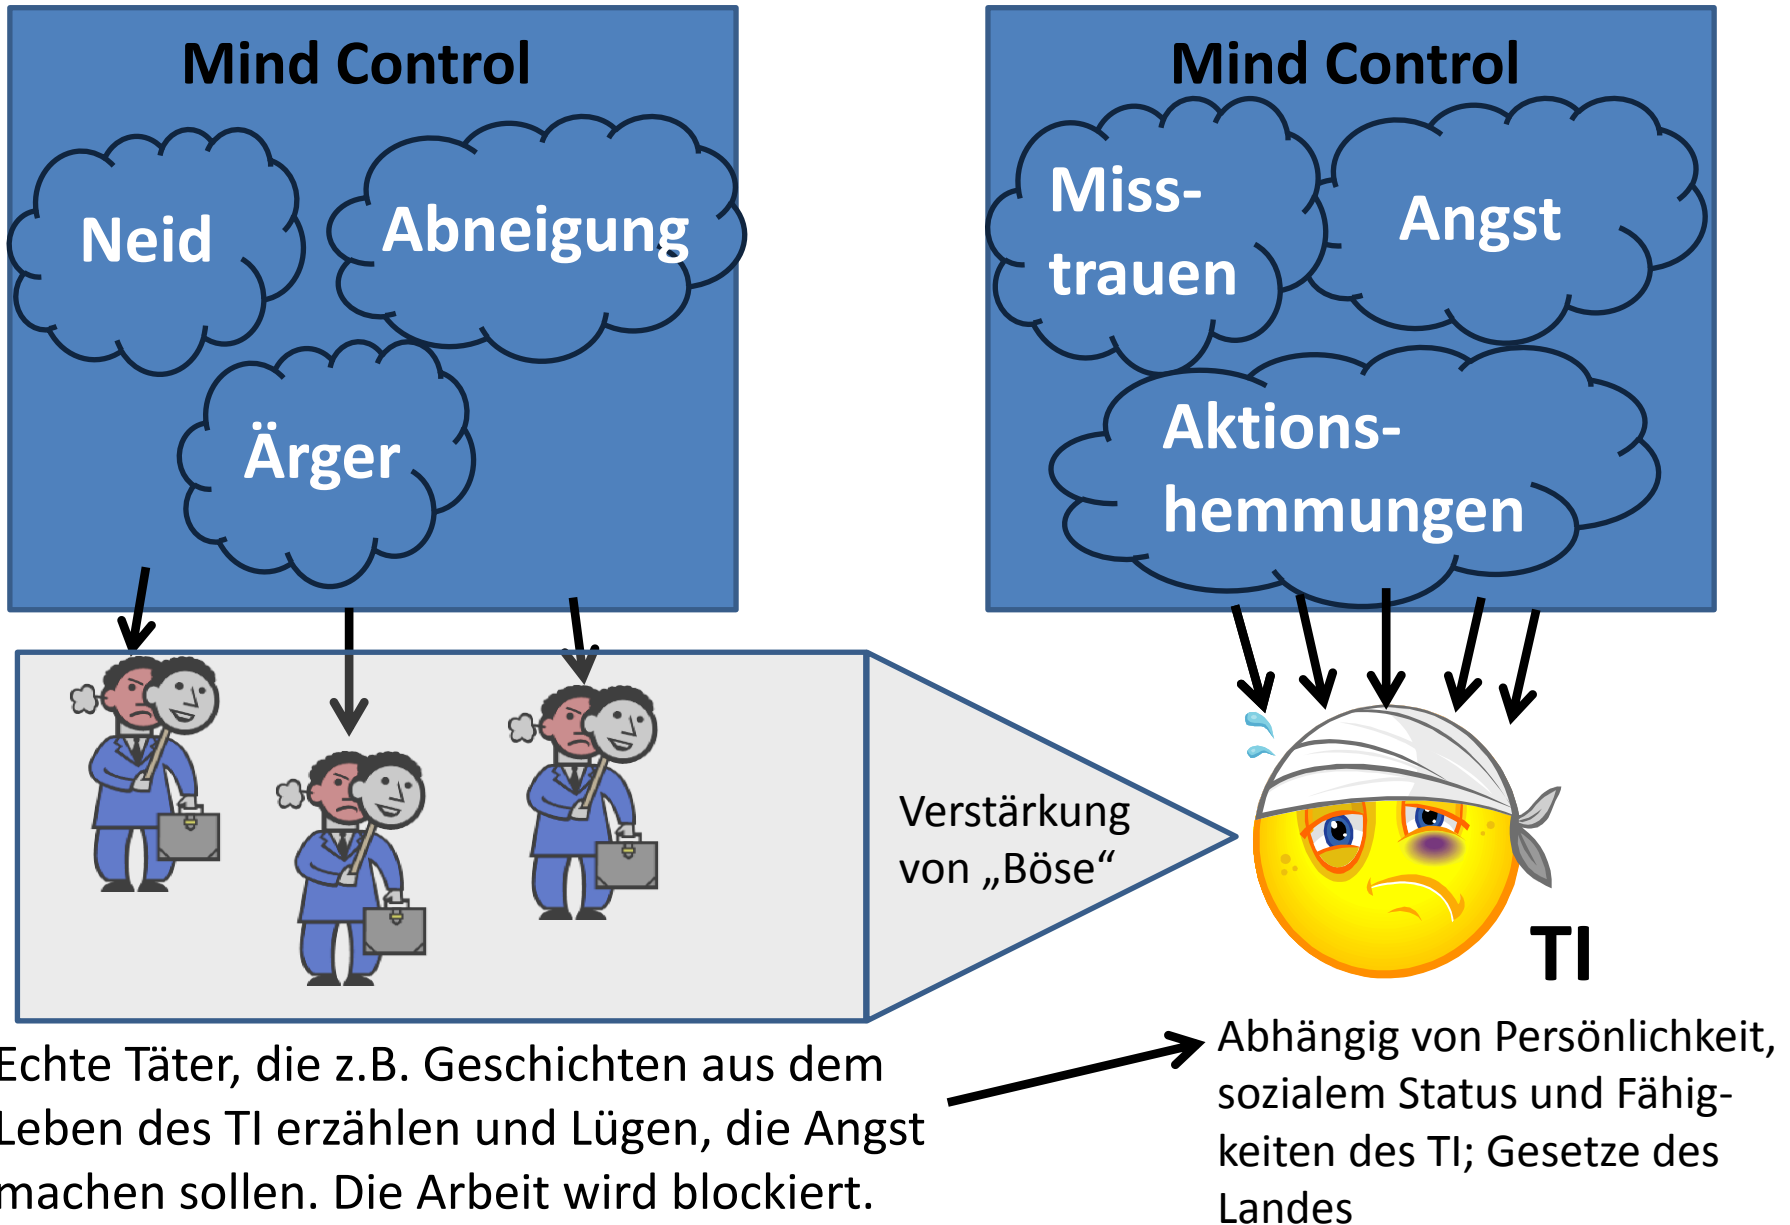 Mind Control
Neid
Abneigung
Ärger
Mind Control
Miss-
trauen
Angst
Aktions-
hemmungen
Verstärkung
von „Böse“
TI
Echte Täter, die z.B. Geschichten aus dem
Leben des TI erzählen und Lügen, die Angst
machen sollen. Die Arbeit wird blockiert.
Abhängig von Persönlichkeit,
sozialem Status und Fähig-
keiten des TI; Gesetze des
Landes